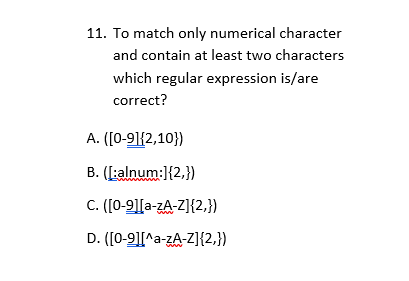 11. To match only numerical character
and contain at least two characters
which regular expression is/are
correct?
A. ([0-9]{2,10})
B. ([:alnum:]{2,})
C. ([0-9][a-zA-Z]{2,})
D. ([0-9][^a-zA-Z]{2,})